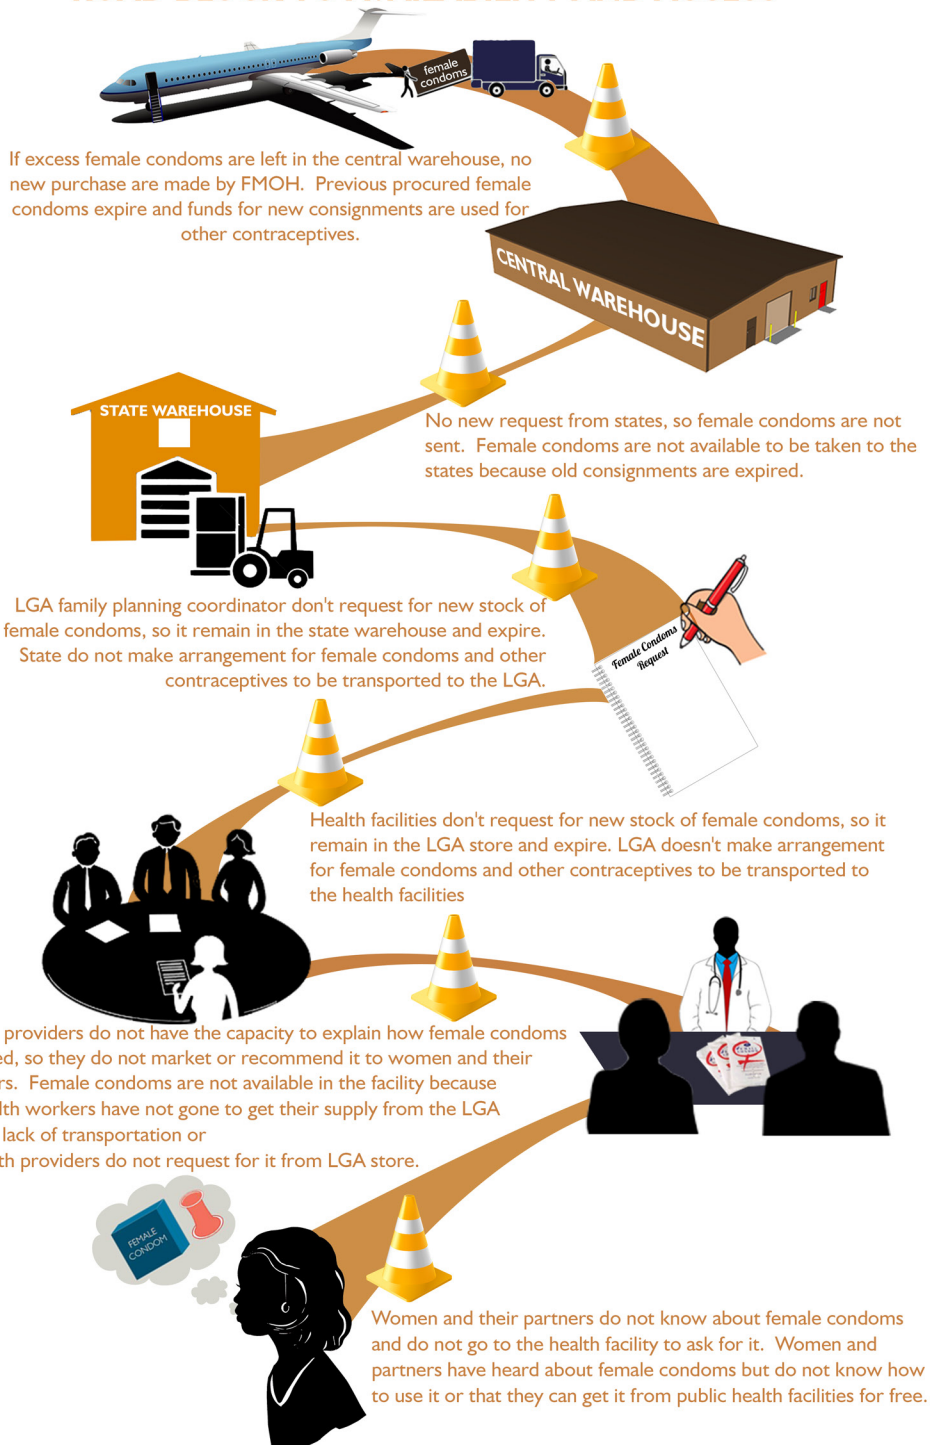 female
condoms
If excess female condoms are left in the central warehouse, no
new purchase are made by FMOH. Previous procured female
condoms expire and funds for new consignments are used for
other contraceptives.
CENTRAL WAREHOUSE
STATE WAREHOUSE
No new request from states, so female condoms are not
sent. Female condoms are not available to be taken to the
states because old consignments are expired.
LGA family planning coordinator don't request for new stock of
female condoms, so it remain in the state warehouse and expire.
State do not make arrangement for female condoms and other
contraceptives to be transported to the LGA.
Female Condoms
Request
Health facilities don't request for new stock of female condoms, so it
remain in the LGA store and expire. LGA doesn't make arrangement
for female condoms and other contraceptives to be transported to
the health facilities
providers do not have the capacity to explain how female condoms
ed, so they do not market or recommend it to women and their
rs. Female condoms are not available in the facility because
lth workers have not gone to get their supply from the LGA
lack of transportation or
th providers do not request for it from LGA store.
FEMALE
CONDOM
Women and their partners do not know about female condoms
and do not go to the health facility to ask for it. Women and
partners have heard about female condoms but do not know how
to use it or that they can get it from public health facilities for free.